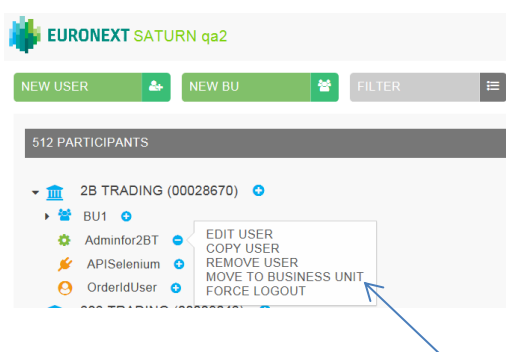 EURONEXT SATURN qa2
NEW USER
NEW BU
FILTER
512 PARTICIPANTS
2B TRADING (00028670)
BU1
Adminfor2BT
APISelenium
OrderIdUser
EDIT USER
COPY USER
REMOVE USER
MOVE TO BUSINESS UNIT
FORCE LOGOUT
TRADING